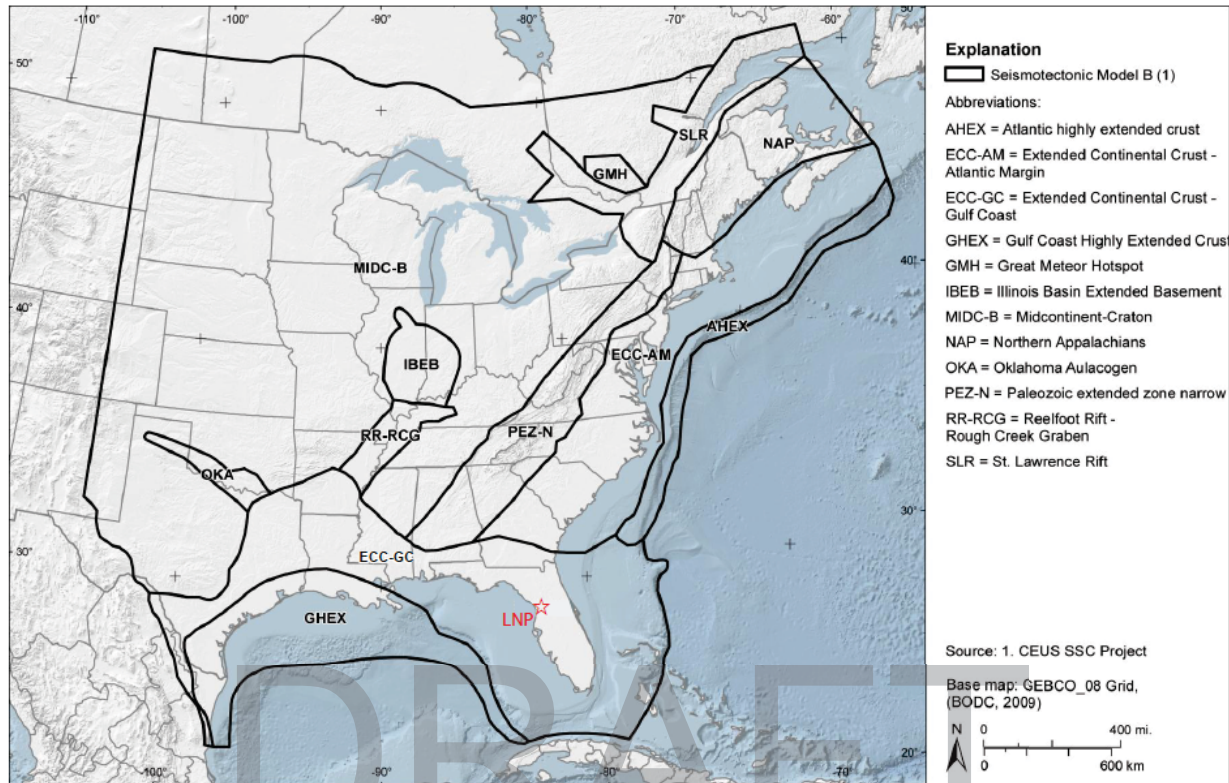 -110° -100° -90° -80° -70° -60° 50°
50°
SLR
NAP
GMH
MIDC-B
40°
40°
AHEX
ECC-AM
IBEB
RR-RCG
PEZ-N
OKA
30°
30°
ECC-GC
LNP
GHEX
20°
-100° -90° -80° -70°
DRAFT
Explanation
Seismotectonic Model B (1)
Abbreviations:
AHEX = Atlantic highly extended crust
ECC-AM = Extended Continental Crust -
Atlantic Margin
ECC-GC = Extended Continental Crust -
Gulf Coast
GHEX = Gulf Coast Highly Extended Crust
GMH = Great Meteor Hotspot
IBEB = Illinois Basin Extended Basement
MIDC-B = Midcontinent-Craton
NAP = Northern Appalachians
OKA = Oklahoma Aulacogen
PEZ-N = Paleozoic extended zone narrow
RR-RCG = Reelfoot Rift -
Rough Creek Graben
SLR = St. Lawrence Rift
Source: 1. CEUS SSC Project
Base map: GEBCO_08 Grid,
(BODC, 2009)
N 0 400 mi.
0 600 km